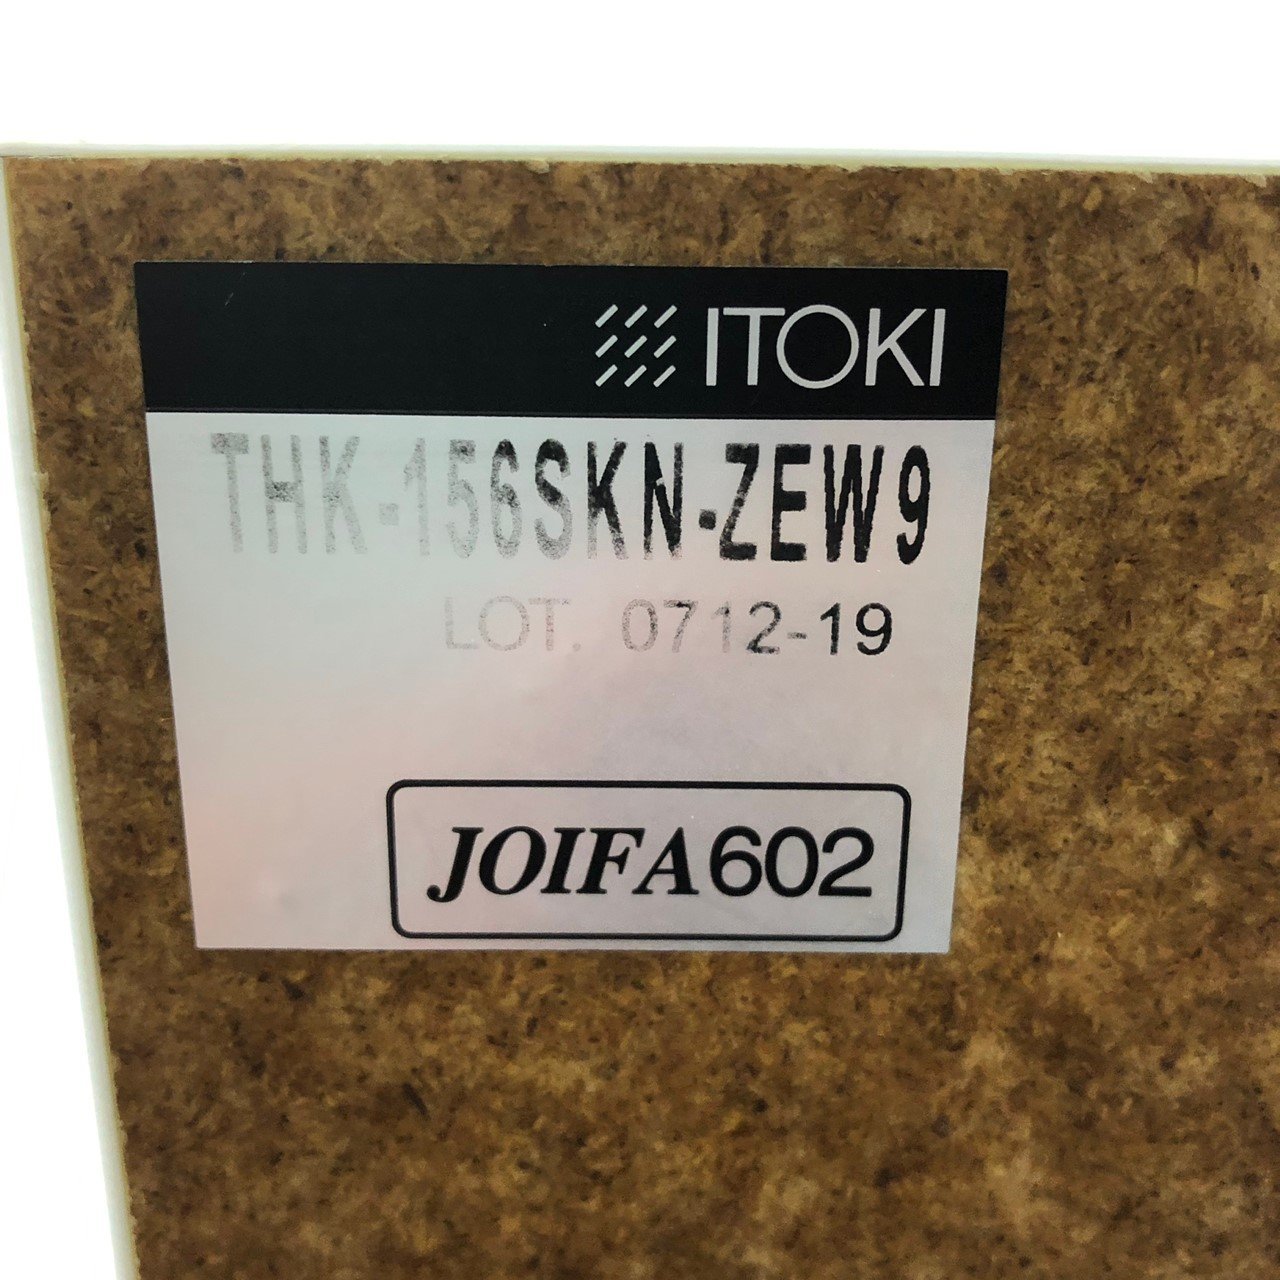 ITOKI
THK-156SKN-ZEW9
LOT. 0712-19
JOIFA602